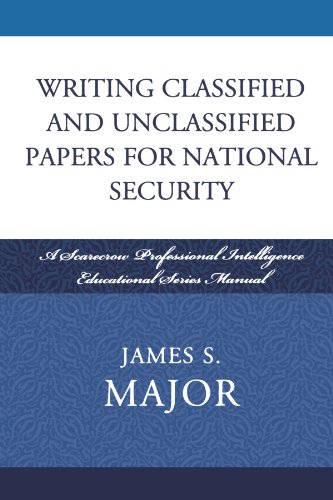 WRITING CLASSIFIED
AND UNCLASSIFIED
PAPERS FOR NATIONAL
SECURITY
A Scarecrow Professional Intelligence
Educational Series Manual
JAMES S.
MAJOR